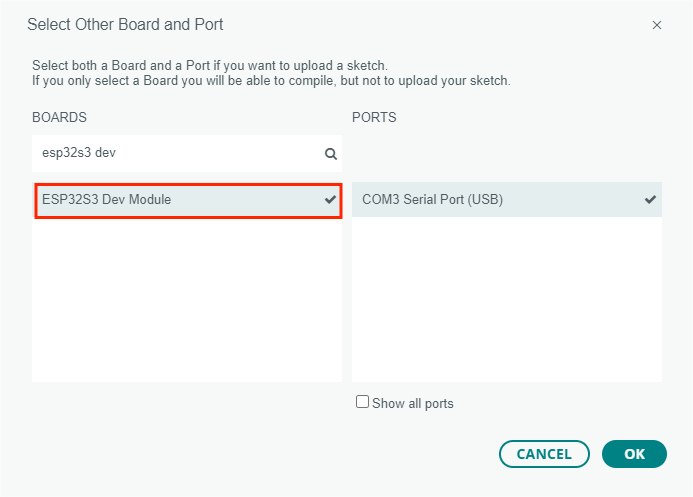 Select Other Board and Port
Select both a Board and a Port if you want to upload a sketch.
If you only select a Board you will be able to compile, but not to upload your sketch.
BOARDS
PORTS
esp32s3 dev
ESP32S3 Dev Module
COM3 Serial Port (USB)
Show all ports
CANCEL
OK